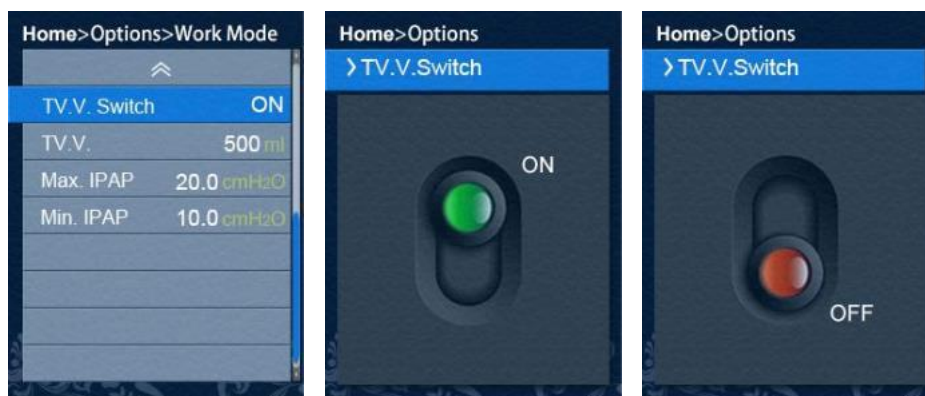 Home>Options>Work Mode
TV.V. Switch ON
TV.V. 500 ml
Max. IPAP 20.0 cmH2O
Min. IPAP 10.0 cmH2O
Home>Options
>TV.V.Switch
ON
Home>Options
>TV.V.Switch
OFF